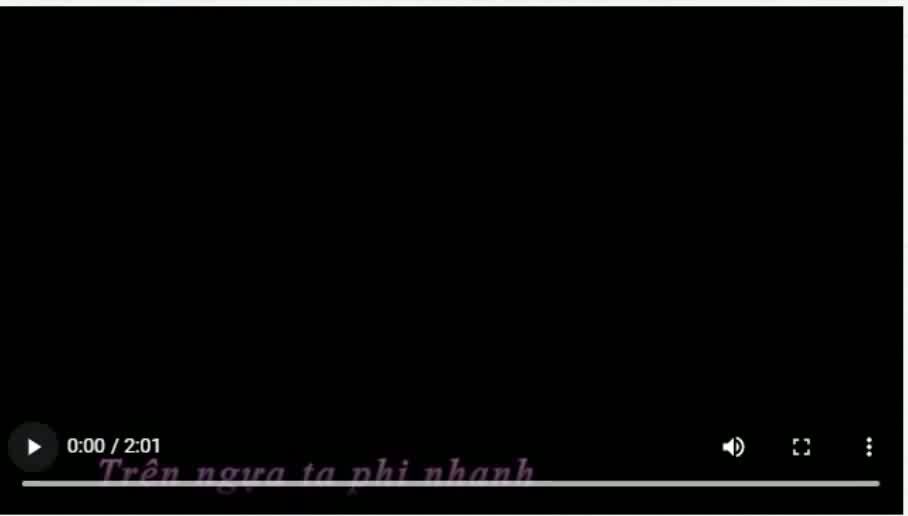 0:00 / 2:01
Trên ngựa ta phi nhanh